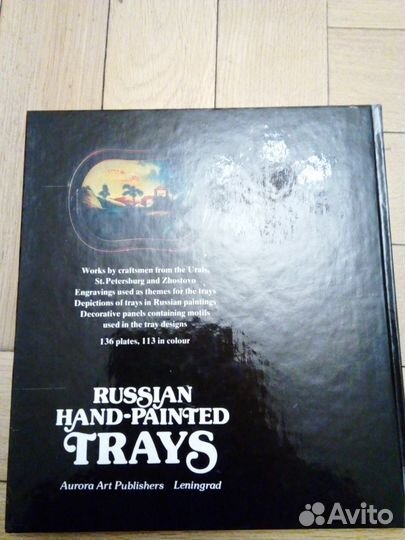 Works by craftsmen from the Urals,
St. Petersburg and Zhostovo
Engravings used as themes for the trays
Depictions of trays in Russian paintings
Decorative panels containing motifs
used in the tray designs
136 plates, 113 in colour
RUSSIAN
HAND-PAINTED
TRAYS
Aurora Art Publishers Leningrad
Avito